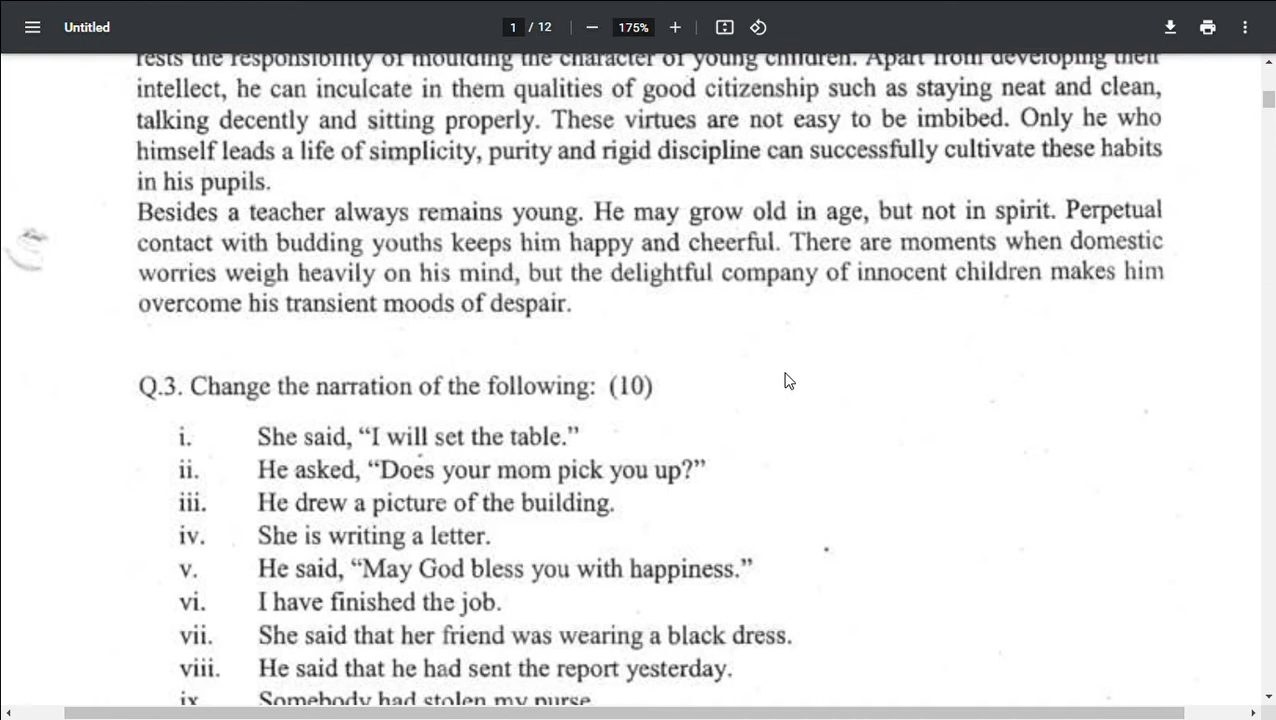 Untitled
1 / 12
175%
rests the responsibility of moulding the character of young children. Apart from developing their
intellect, he can inculcate in them qualities of good citizenship such as staying neat and clean,
talking decently and sitting properly. These virtues are not easy to be imbibed. Only he who
himself leads a life of simplicity, purity and rigid discipline can successfully cultivate these habits
in his pupils.
Besides a teacher always remains young. He may grow old in age, but not in spirit. Perpetual
contact with budding youths keeps him happy and cheerful. There are moments when domestic
worries weigh heavily on his mind, but the delightful company of innocent children makes him
overcome his transient moods of despair.
Q.3. Change the narration of the following: (10)
i. She said, “I will set the table.”
ii. He asked, “Does your mom pick you up?”
iii. He drew a picture of the building.
iv. She is writing a letter.
v. He said, “May God bless you with happiness.”
vi. I have finished the job.
vii. She said that her friend was wearing a black dress.
viii. He said that he had sent the report yesterday.
ix Somebody had stolen my purse